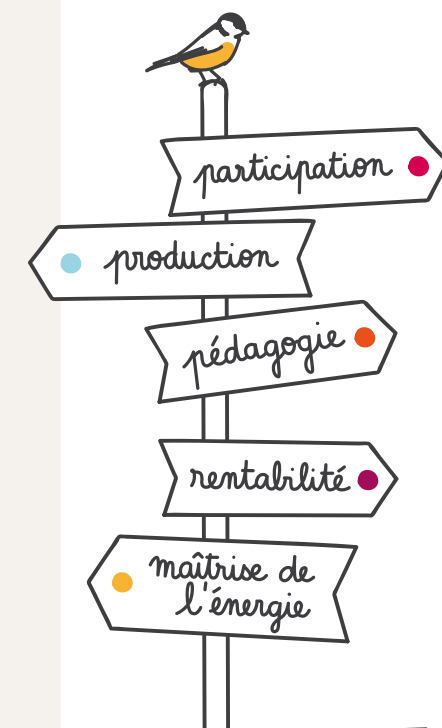 participation
production
pédagogie
rentabilité
maîtrise de
l'énergie